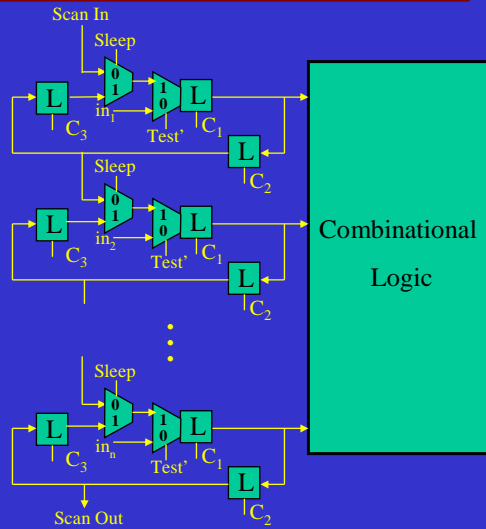 Scan In
Sleep
0
1
1
0
L
L
in1
C3
C1
Test’
L
C2
Sleep
0
1
1
0
L
L
in2
C3
C1
Test’
L
C2
Combinational
Logic
Sleep
0
1
1
0
L
L
inn
C3
C1
Test’
L
C2
Scan Out